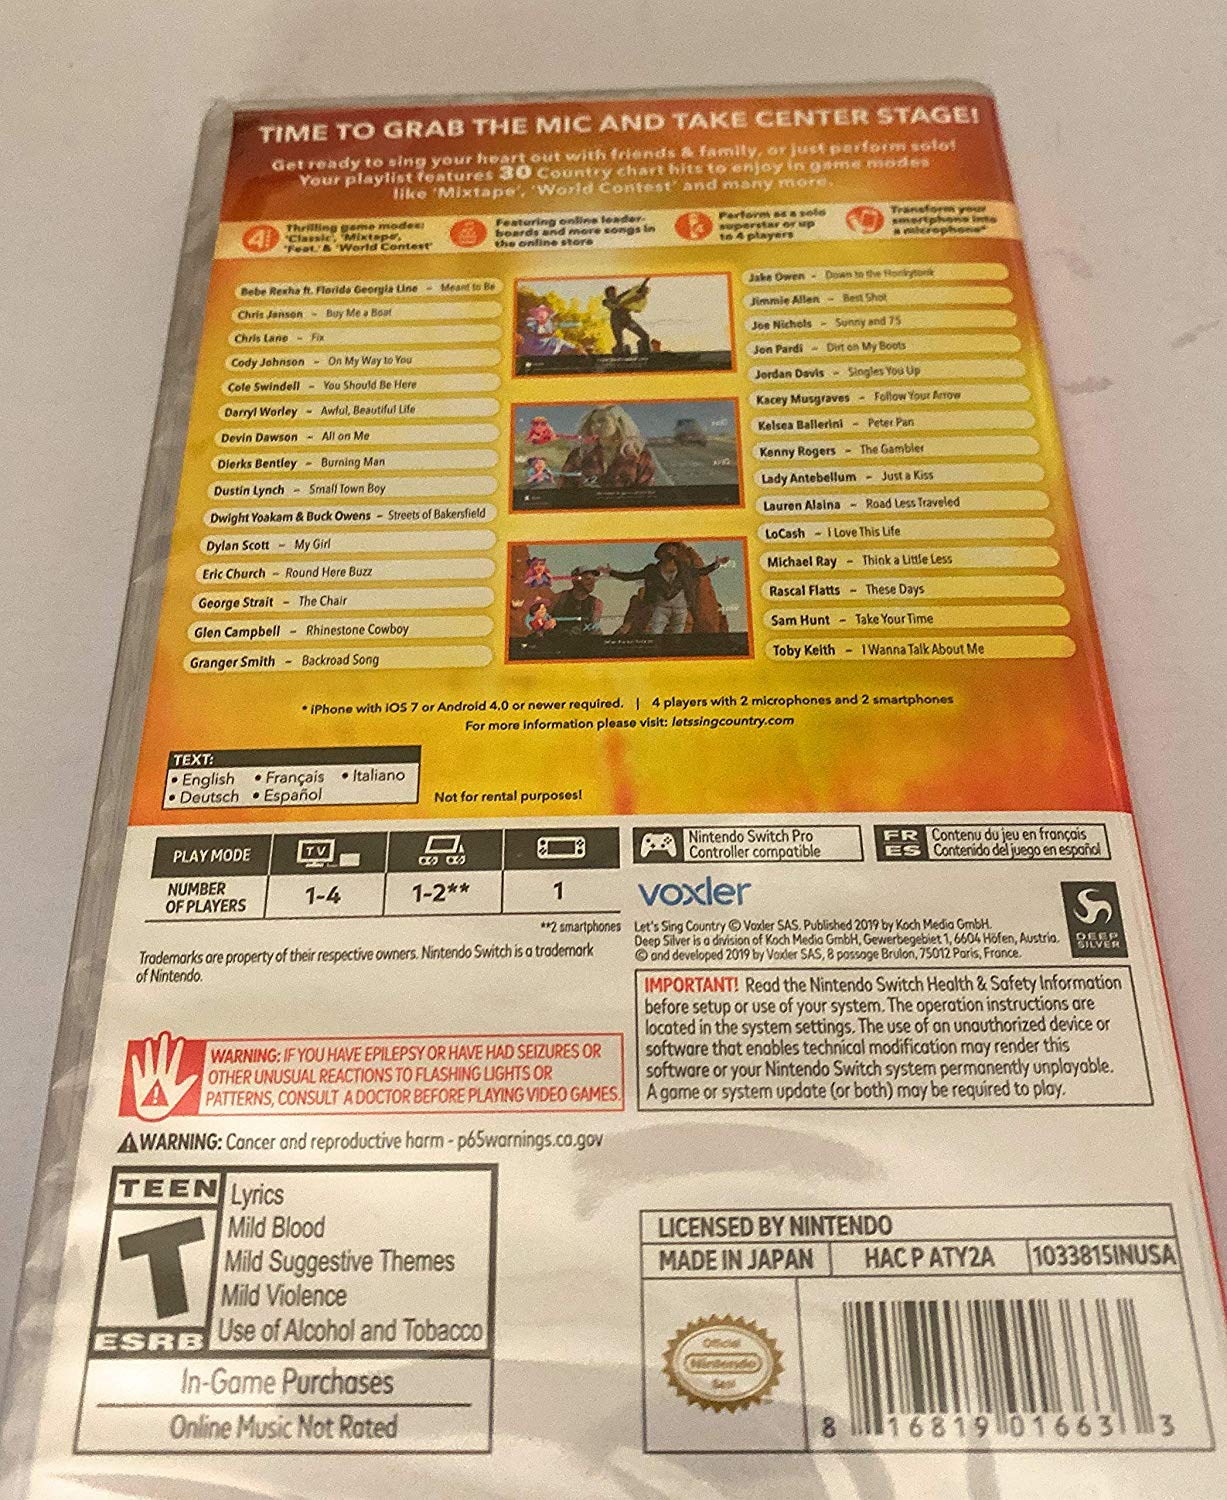 TIME TO GRAB THE MIC AND TAKE CENTER STAGE!
Get ready to sing your heart out with friends & family, or just perform solo!
Your playlist features 30 Country chart hits to enjoy in game modes
like 'Mixtape', 'World Contest' and many more.
Thrilling game modes:
'Classic', 'Mixtape',
'Feat.' & 'World Contest'
Featuring online leader-
boards and more songs in
the online store
Perform as a solo
superstar or up
to 4 players
Transform your
smartphone into
a microphone*
Bebe Rexha ft. Florida Georgia Line - Meant to Be
Chris Janson - Buy Me a Boat
Chris Lane - Fix
Cody Johnson - On My Way to You
Cole Swindell - You Should Be Here
Darryl Worley - Awful, Beautiful Life
Devin Dawson - All on Me
Dierks Bentley - Burning Man
Dustin Lynch - Small Town Boy
Dwight Yoakam & Buck Owens - Streets of Bakersfield
Dylan Scott - My Girl
Eric Church - Round Here Buzz
George Strait - The Chair
Glen Campbell - Rhinestone Cowboy
Granger Smith - Backroad Song
Jake Owen - Down to the Honkytonk
Jimmie Allen - Best Shot
Joe Nichols - Sunny and 75
Jon Pardi - Dirt on My Boots
Jordan Davis - Singles You Up
Kacey Musgraves - Follow Your Arrow
Kelsea Ballerini - Peter Pan
Kenny Rogers - The Gambler
Lady Antebellum - Just a Kiss
Lauren Alaina - Road Less Traveled
LoCash - I Love This Life
Michael Ray - Think a Little Less
Rascal Flatts - These Days
Sam Hunt - Take Your Time
Toby Keith - I Wanna Talk About Me
* iPhone with iOS 7 or Android 4.0 or newer required. | 4 players with 2 microphones and 2 smartphones
For more information please visit: letssingcountry.com
TEXT:
• English • Français • Italiano
• Deutsch • Español
Not for rental purposes!
PLAY MODE
TV
NUMBER
OF PLAYERS
1-4
1-2**
1
**2 smartphones
Nintendo Switch Pro
Controller compatible
FR
ES
Contenu du jeu en français
Contenido del juego en español
voxler
DEEP
SILVER
Let's Sing Country © Voxler SAS. Published 2019 by Koch Media GmbH.
Deep Silver is a division of Koch Media GmbH, Gewerbegebiet 1, 6604 Höfen, Austria.
© and developed 2019 by Voxler SAS, 8 passage Brulon, 75012 Paris, France.
Trademarks are property of their respective owners. Nintendo Switch is a trademark
of Nintendo.
IMPORTANT! Read the Nintendo Switch Health & Safety Information
before setup or use of your system. The operation instructions are
located in the system settings. The use of an unauthorized device or
software that enables technical modification may render this
software or your Nintendo Switch system permanently unplayable.
A game or system update (or both) may be required to play.
WARNING: IF YOU HAVE EPILEPSY OR HAVE HAD SEIZURES OR
OTHER UNUSUAL REACTIONS TO FLASHING LIGHTS OR
PATTERNS, CONSULT A DOCTOR BEFORE PLAYING VIDEO GAMES.
WARNING: Cancer and reproductive harm - p65warnings.ca.gov
TEEN
T
ESRB
Lyrics
Mild Blood
Mild Suggestive Themes
Mild Violence
Use of Alcohol and Tobacco
In-Game Purchases
Online Music Not Rated
LICENSED BY NINTENDO
MADE IN JAPAN
HAC P ATY2A
1033815INUSA
Official
Nintendo
Seal
8 16819 01663 3